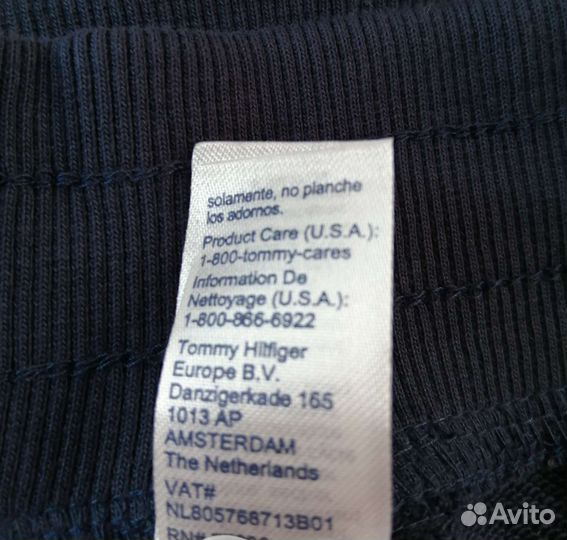 solamente, no planche
los adornos.
Product Care (U.S.A.):
1-800-tommy-cares
Information De
Nettoyage (U.S.A.):
1-800-866-6922
Tommy Hilfiger
Europe B.V.
Danzigerkade 165
1013 AP
AMSTERDAM
The Netherlands
VAT#
NL805768713B01
RN#
Avito